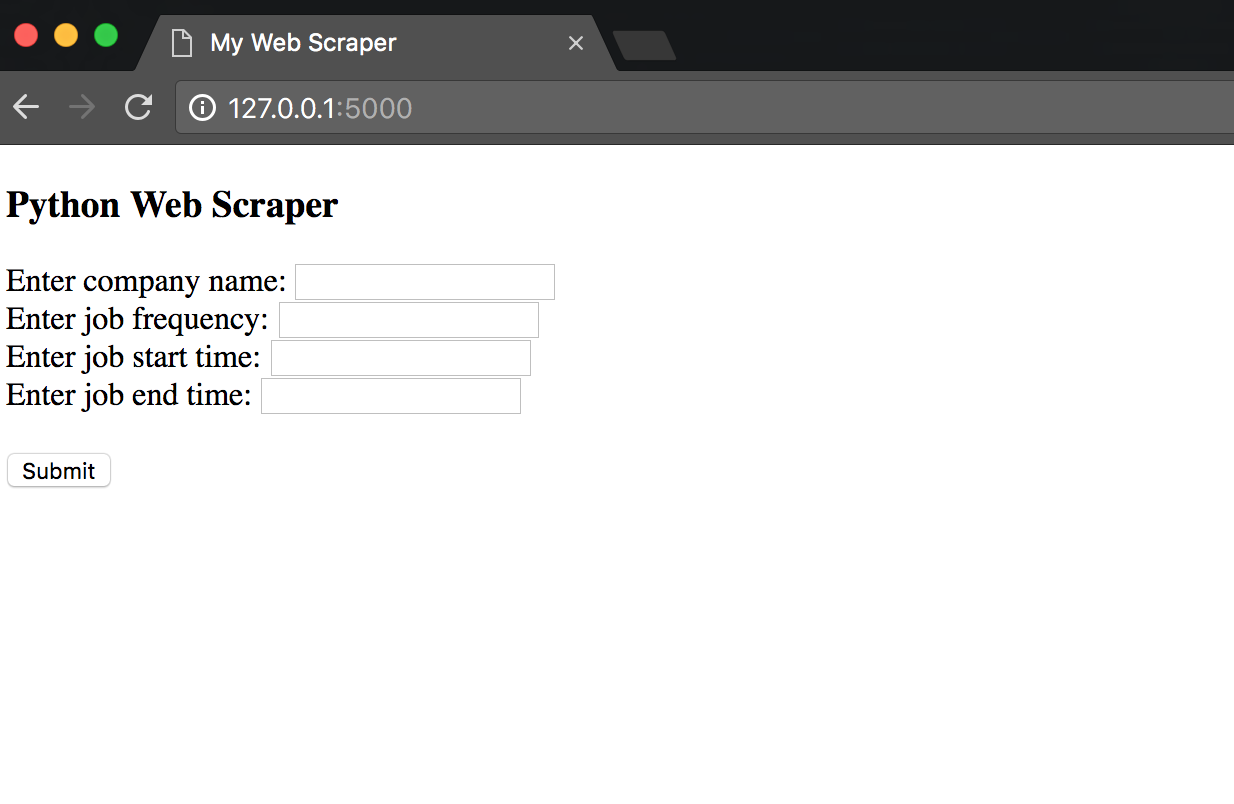 My Web Scraper
127.0.0.1:5000
Python Web Scraper
Enter company name:
Enter job frequency:
Enter job start time:
Enter job end time:
Submit